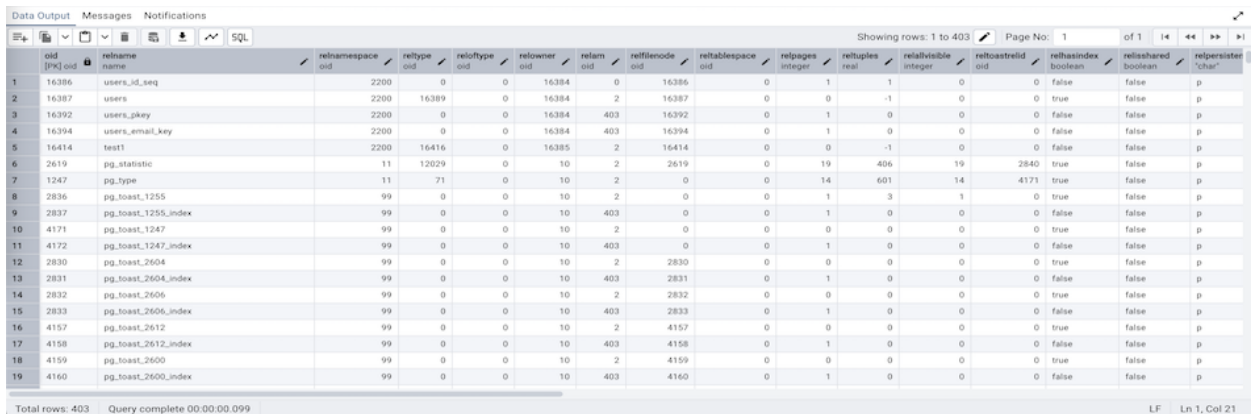 Data Output Messages Notifications
SQL Showing rows: 1 to 403 Page No: 1 of 1
oid relname relnamespace reltype reloftype relowner relam relfilenode reltablespace relpages reltuples relallvisible reltoastrelid relhasindex relisshared relpersisten
[PK] oid name oid oid oid oid oid oid oid integer real integer oid boolean boolean "char"
1 16386 users_id_seq 2200 0 0 16384 0 16386 0 1 1 0 0 false false p
2 16387 users 2200 16389 0 16384 2 16387 0 0 -1 0 0 true false p
3 16392 users_pkey 2200 0 0 16384 403 16392 0 1 0 0 0 false false p
4 16394 users_email_key 2200 0 0 16384 403 16394 0 1 0 0 0 false false p
5 16414 test1 2200 16416 0 16385 2 16414 0 0 -1 0 0 false false p
6 2619 pg_statistic 11 12029 0 10 2 2619 0 19 406 19 2840 true false p
7 1247 pg_type 11 71 0 10 2 0 0 14 601 14 4171 true false p
8 2836 pg_toast_1255 99 0 0 10 2 0 0 1 3 1 0 true false p
9 2837 pg_toast_1255_index 99 0 0 10 403 0 0 1 0 0 0 false false p
10 4171 pg_toast_1247 99 0 0 10 2 0 0 0 0 0 0 true false p
11 4172 pg_toast_1247_index 99 0 0 10 403 0 0 1 0 0 0 false false p
12 2830 pg_toast_2604 99 0 0 10 2 2830 0 0 0 0 0 true false p
13 2831 pg_toast_2604_index 99 0 0 10 403 2831 0 1 0 0 0 false false p
14 2832 pg_toast_2606 99 0 0 10 2 2832 0 0 0 0 0 true false p
15 2833 pg_toast_2606_index 99 0 0 10 403 2833 0 1 0 0 0 false false p
16 4157 pg_toast_2612 99 0 0 10 2 4157 0 0 0 0 0 true false p
17 4158 pg_toast_2612_index 99 0 0 10 403 4158 0 1 0 0 0 false false p
18 4159 pg_toast_2600 99 0 0 10 2 4159 0 0 0 0 0 true false p
19 4160 pg_toast_2600_index 99 0 0 10 403 4160 0 1 0 0 0 false false p
Total rows: 403 Query complete 00:00:00.099 LF Ln 1, Col 21